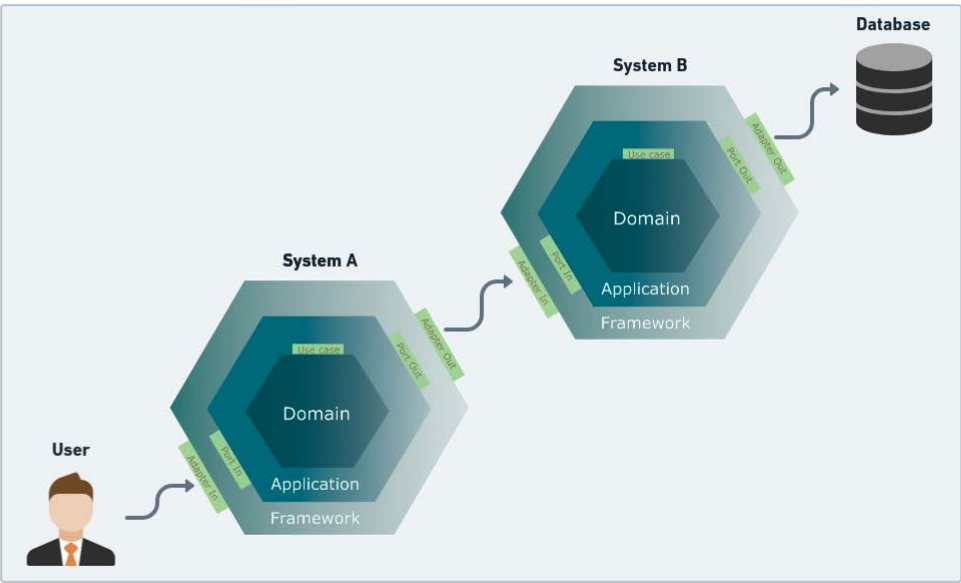 Database
System B
Use case
Adapter Out
Port Out
Domain
Port In
Adapter In
Application
Framework
System A
Use case
Adapter Out
Port Out
Domain
Port In
Adapter In
Application
Framework
User